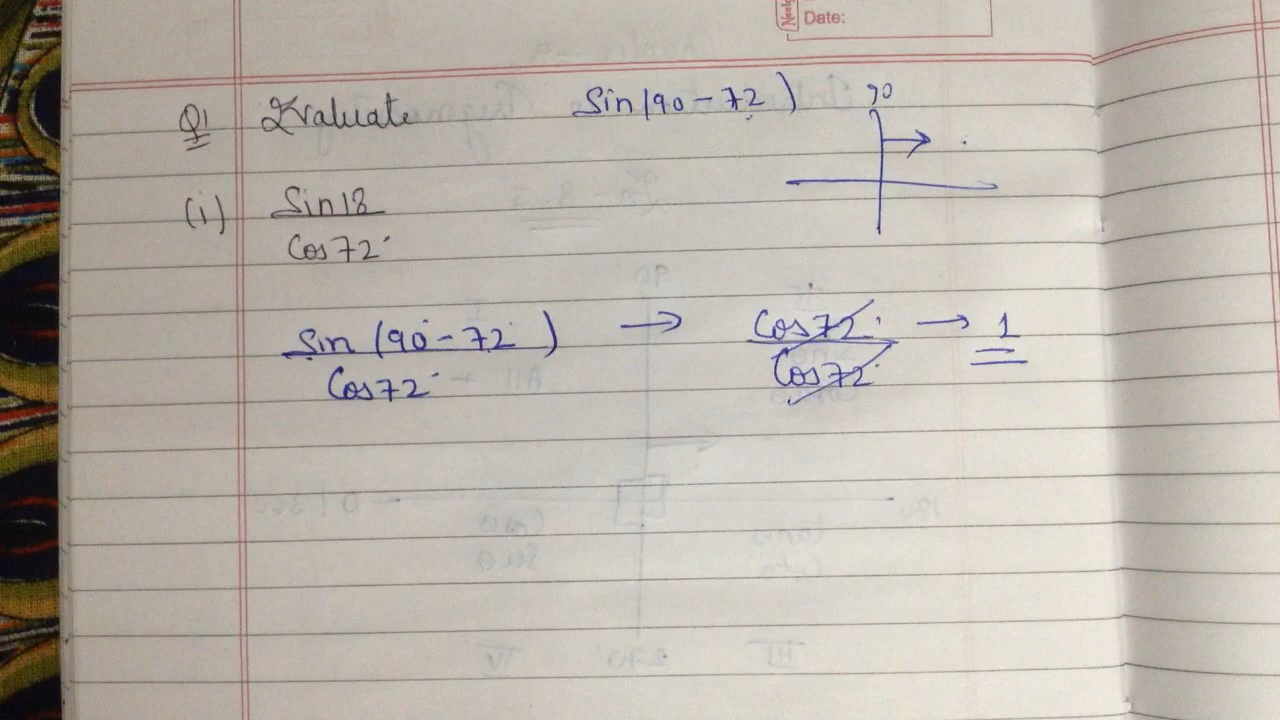 Date:
Q1 Evaluate Sin(90-72) 90
(i) Sin18
Cos72°
Sin (90°-72°) → Cos72° → 1
Cos72° Cos72°